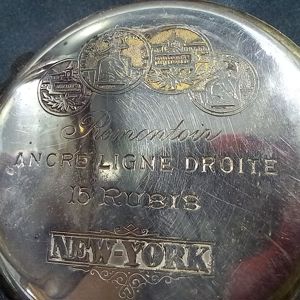 Remontoir
ANCRE LIGNE DROITE
15 RUBIS
NEW-YORK